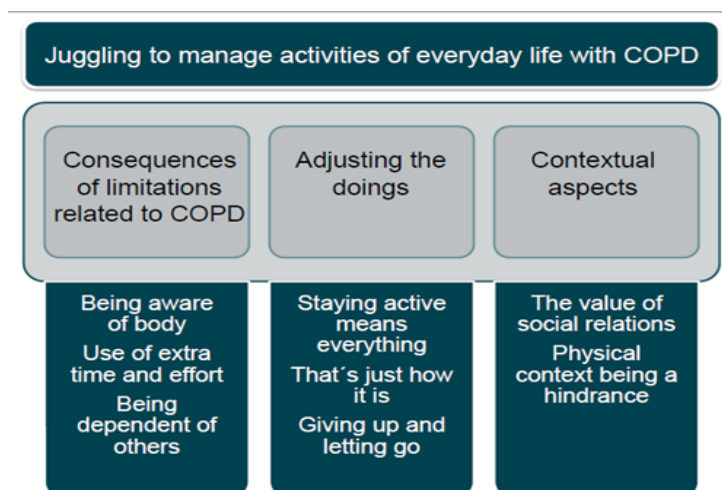 Juggling to manage activities of everyday life with COPD
Consequences
of limitations
related to COPD
Adjusting the
doings
Contextual
aspects
Being aware
of body
Use of extra
time and effort
Being
dependent of
others
Staying active
means
everything
That´s just how
it is
Giving up and
letting go
The value of
social relations
Physical
context being a
hindrance